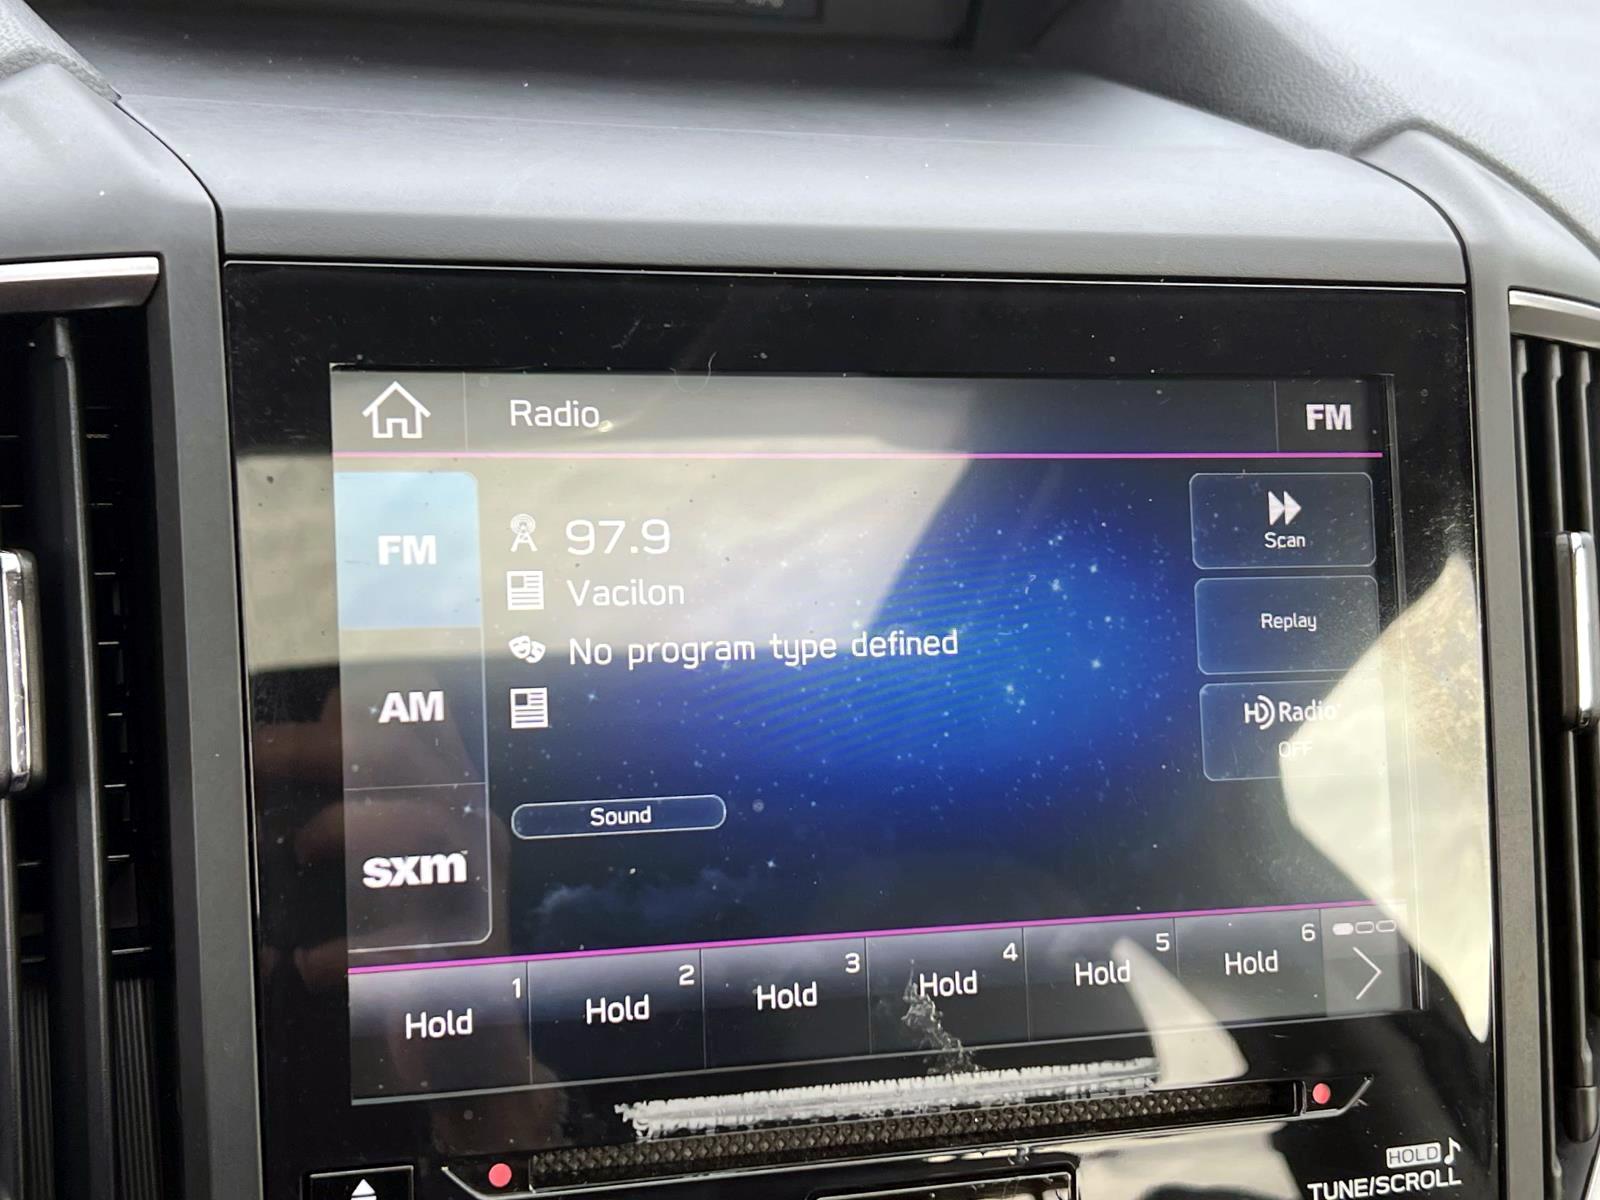 Radio
FM
FM
AM
sxm
97.9
Vacilon
No program type defined
Sound
Scan
Replay
HD Radio
OFF
1 Hold
2 Hold
3 Hold
4 Hold
5 Hold
6 Hold
HOLD
TUNE/SCROLL